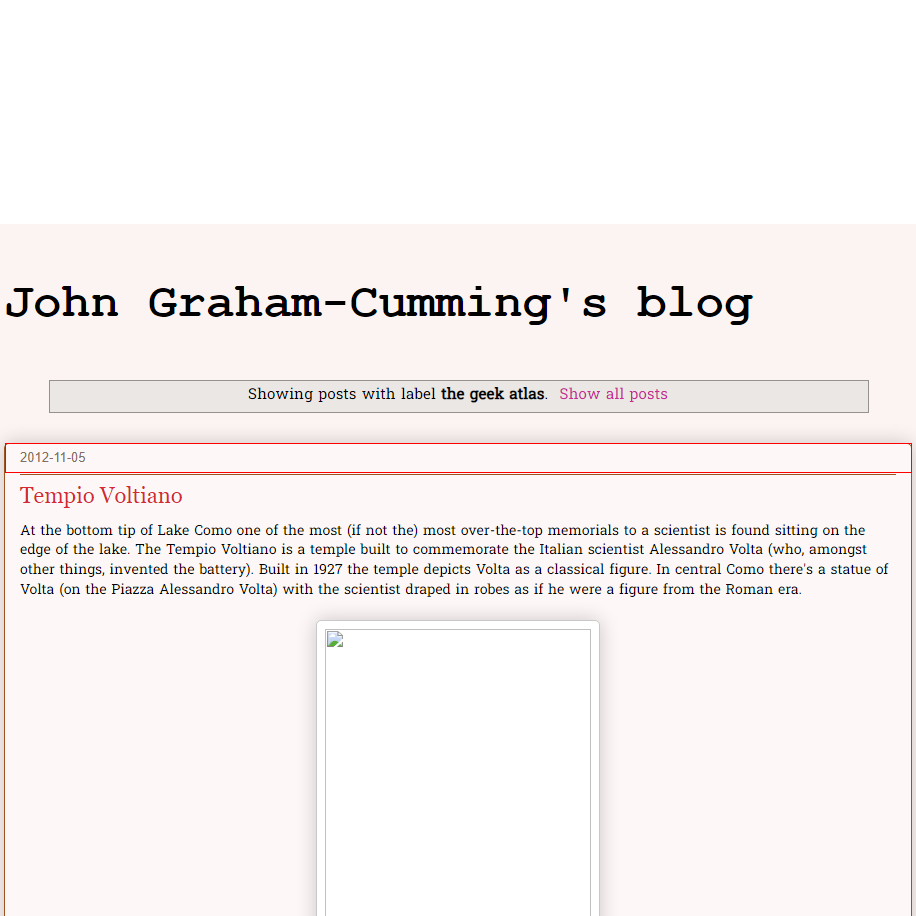 John Graham-Cumming's blog
Showing posts with label the geek atlas. Show all posts
2012-11-05
Tempio Voltiano
At the bottom tip of Lake Como one of the most (if not the) most over-the-top memorials to a scientist is found sitting on the
edge of the lake. The Tempio Voltiano is a temple built to commemorate the Italian scientist Alessandro Volta (who, amongst
other things, invented the battery). Built in 1927 the temple depicts Volta as a classical figure. In central Como there's a statue of
Volta (on the Piazza Alessandro Volta) with the scientist draped in robes as if he were a figure from the Roman era.